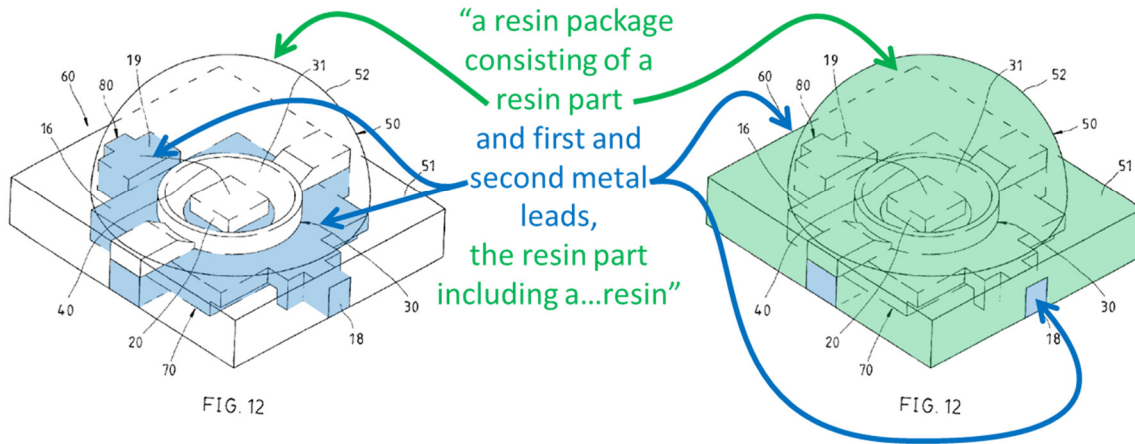 “a resin package
consisting of a
resin part
and first and
second metal
leads,
the resin part
including a...resin”
60
80
19
16
31
52
50
51
40
20
70
18
30
FIG. 12
60
80
19
16
31
52
50
51
40
20
70
18
30
FIG. 12